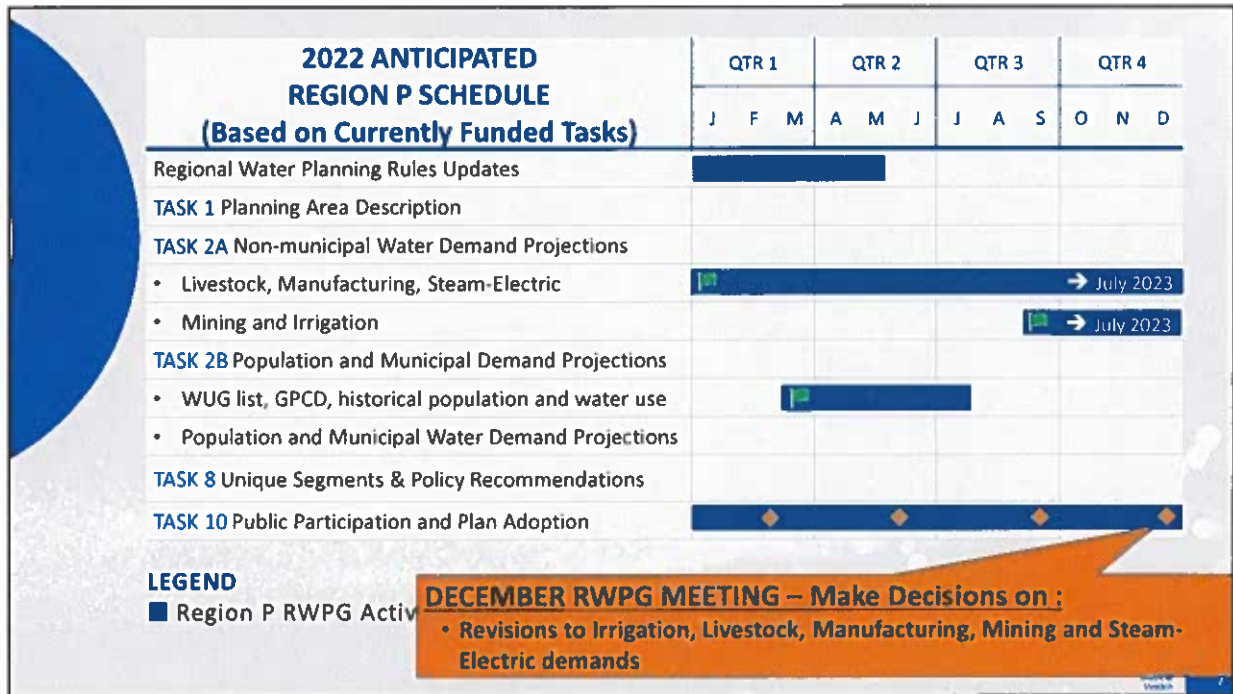 2022 ANTICIPATED
REGION P SCHEDULE
(Based on Currently Funded Tasks)
QTR 1 QTR 2 QTR 3 QTR 4
J F M A M J J A S O N D
Regional Water Planning Rules Updates
TASK 1 Planning Area Description
TASK 2A Non-municipal Water Demand Projections
• Livestock, Manufacturing, Steam-Electric
→ July 2023
• Mining and Irrigation
→ July 2023
TASK 2B Population and Municipal Demand Projections
• WUG list, GPCD, historical population and water use
• Population and Municipal Water Demand Projections
TASK 8 Unique Segments & Policy Recommendations
TASK 10 Public Participation and Plan Adoption
LEGEND
Region P RWPG Activ
DECEMBER RWPG MEETING – Make Decisions on :
• Revisions to Irrigation, Livestock, Manufacturing, Mining and Steam-
Electric demands
7